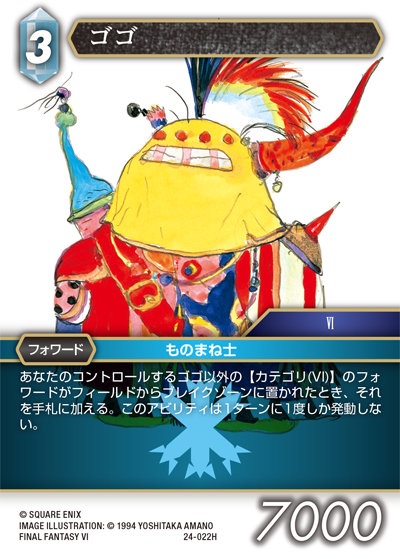 3
ゴゴ
VI
フォワード
ものまね士
あなたのコントロールするゴゴ以外の【カテゴリ(VI)】のフォ
ワードがフィールドからブレイクゾーンに置かれたとき、それ
を手札に加える。このアビリティは1ターンに1度しか発動しな
い。
© SQUARE ENIX
IMAGE ILLUSTRATION: © 1994 YOSHITAKA AMANO
FINAL FANTASY VI
24-022H
7000